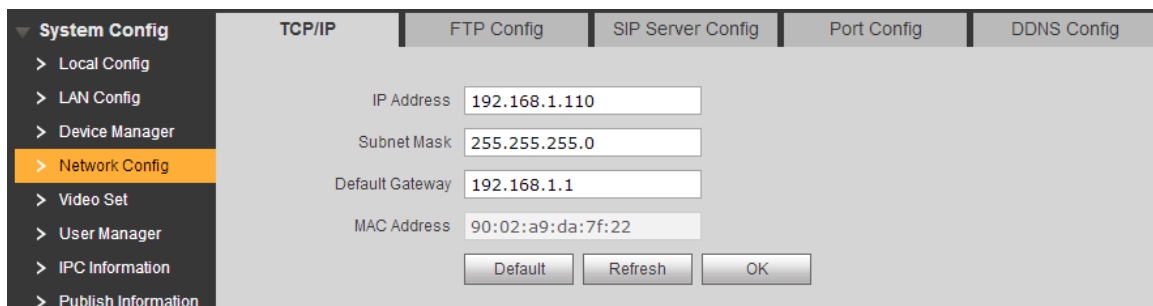 System Config
> Local Config
> LAN Config
> Device Manager
> Network Config
> Video Set
> User Manager
> IPC Information
> Publish Information
TCP/IP FTP Config SIP Server Config Port Config DDNS Config
IP Address 192.168.1.110
Subnet Mask 255.255.255.0
Default Gateway 192.168.1.1
MAC Address 90:02:a9:da:7f:22
Default Refresh OK